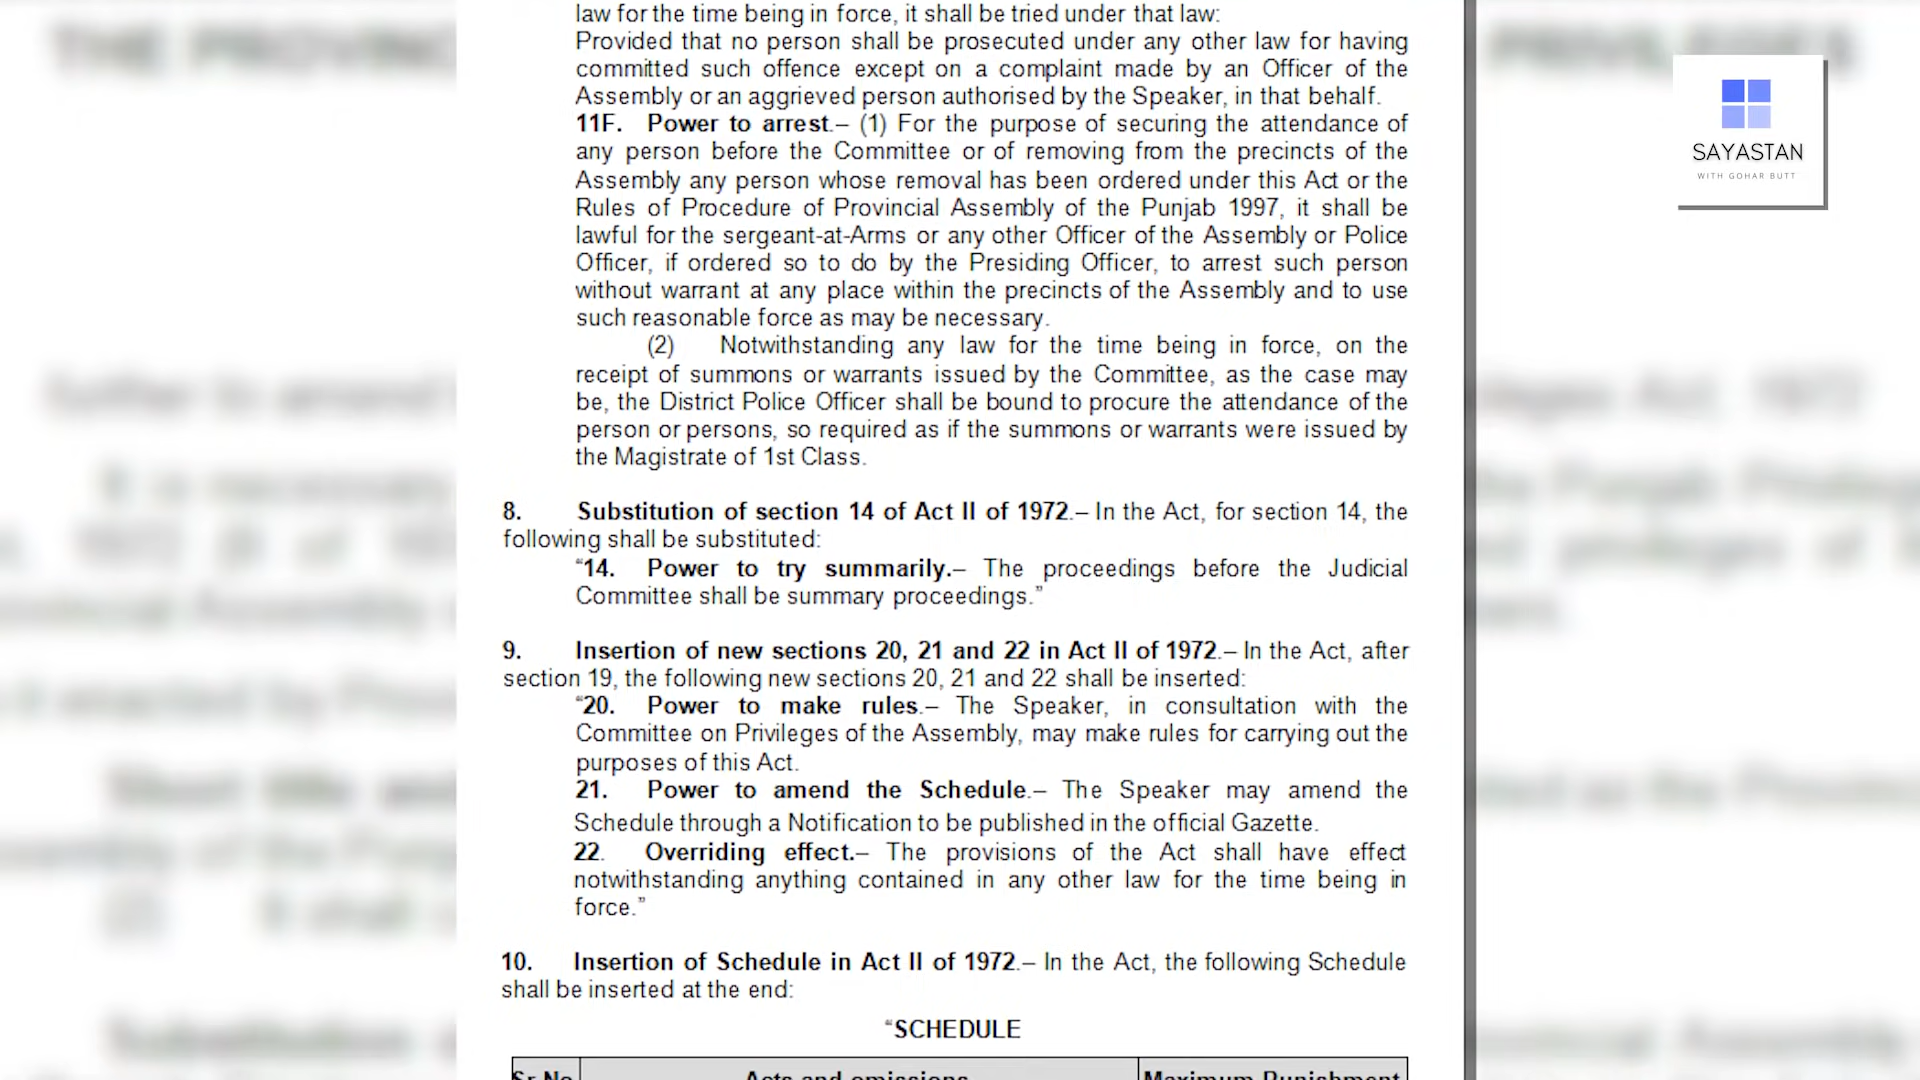 law for the time being in force, it shall be tried under that law:
Provided that no person shall be prosecuted under any other law for having
committed such offence except on a complaint made by an Officer of the
Assembly or an aggrieved person authorised by the Speaker, in that behalf.
11F. Power to arrest.– (1) For the purpose of securing the attendance of
any person before the Committee or of removing from the precincts of the
Assembly any person whose removal has been ordered under this Act or the
Rules of Procedure of Provincial Assembly of the Punjab 1997, it shall be
lawful for the sergeant-at-Arms or any other Officer of the Assembly or Police
Officer, if ordered so to do by the Presiding Officer, to arrest such person
without warrant at any place within the precincts of the Assembly and to use
such reasonable force as may be necessary.
(2) Notwithstanding any law for the time being in force, on the
receipt of summons or warrants issued by the Committee, as the case may
be, the District Police Officer shall be bound to procure the attendance of the
person or persons, so required as if the summons or warrants were issued by
the Magistrate of 1st Class.
8. Substitution of section 14 of Act II of 1972.– In the Act, for section 14, the
following shall be substituted:
“14. Power to try summarily.– The proceedings before the Judicial
Committee shall be summary proceedings.”
9. Insertion of new sections 20, 21 and 22 in Act II of 1972.– In the Act, after
section 19, the following new sections 20, 21 and 22 shall be inserted:
“20. Power to make rules.– The Speaker, in consultation with the
Committee on Privileges of the Assembly, may make rules for carrying out the
purposes of this Act.
21. Power to amend the Schedule.– The Speaker may amend the
Schedule through a Notification to be published in the official Gazette.
22. Overriding effect.– The provisions of the Act shall have effect
notwithstanding anything contained in any other law for the time being in
force.”
10. Insertion of Schedule in Act II of 1972.– In the Act, the following Schedule
shall be inserted at the end:
“SCHEDULE
Sr.No Acts and omissions Maximum Punishment
SAYASTAN
WITH GOHAR BUTT